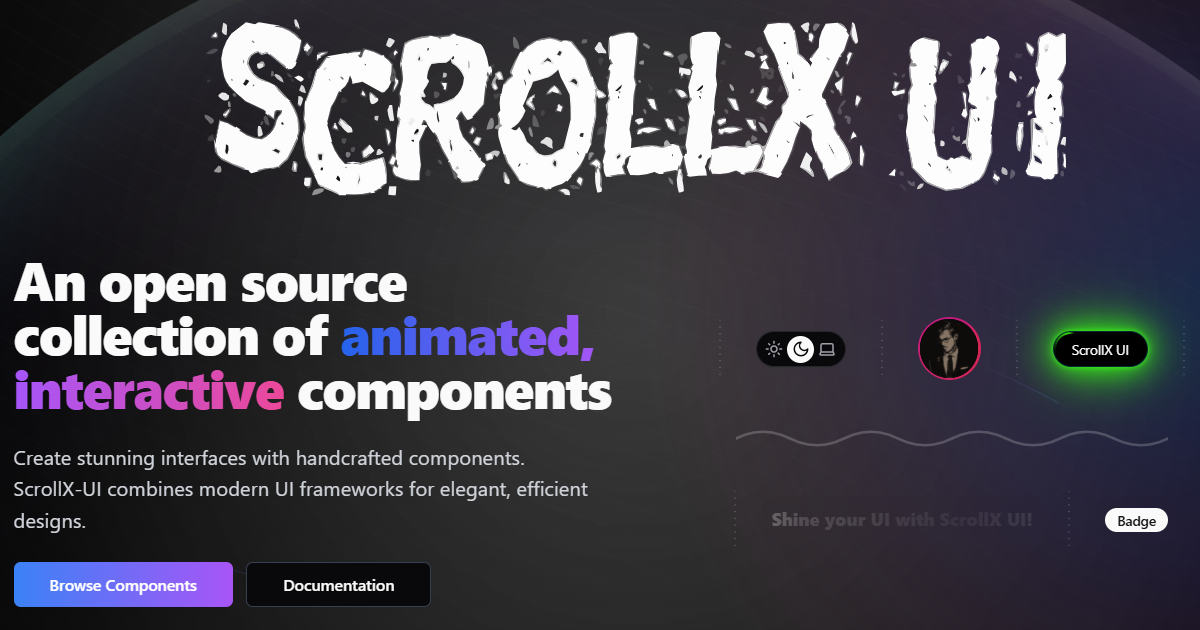 SCROLLX UI
An open source
collection of animated,
interactive components
Create stunning interfaces with handcrafted components.
ScrollX-UI combines modern UI frameworks for elegant, efficient
designs.
Browse Components
Documentation
ScrollX UI
Shine your UI with ScrollX UI!
Badge